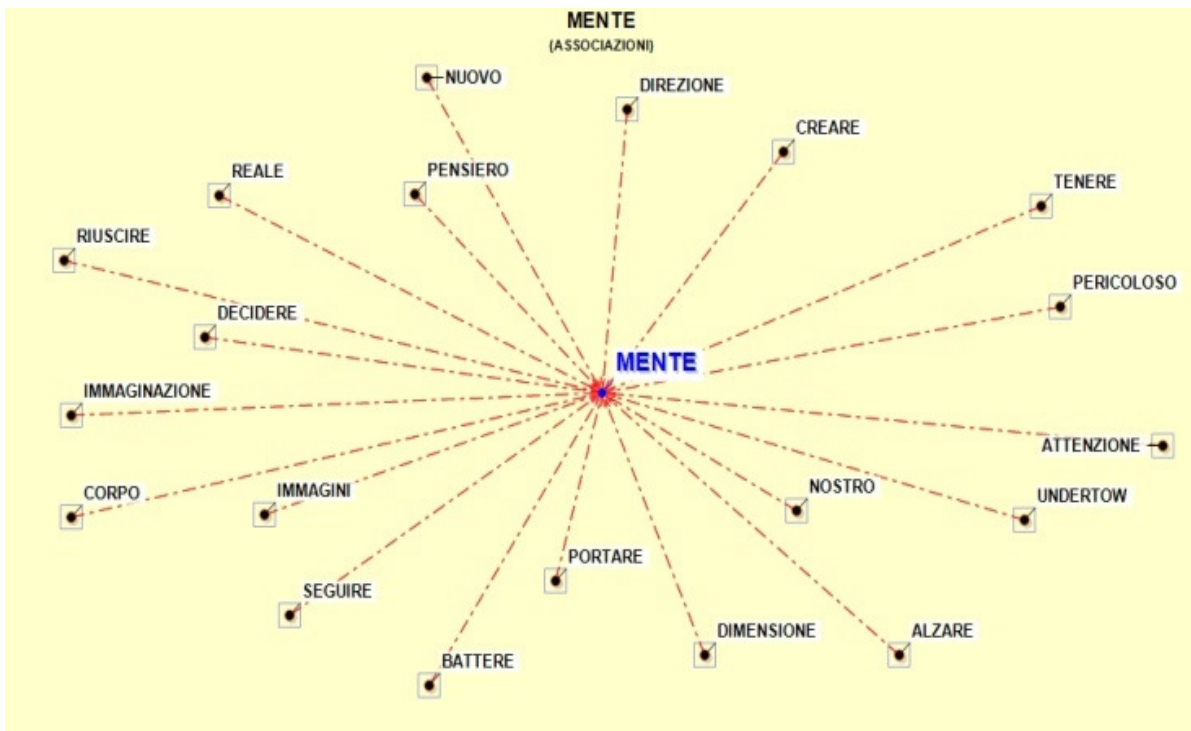 MENTE
(ASSOCIAZIONI)
NUOVO
DIREZIONE
CREARE
REALE
PENSIERO
TENERE
RIUSCIRE
PERICOLOSO
DECIDERE
MENTE
IMMAGINAZIONE
ATTENZIONE
CORPO
IMMAGINI
NOSTRO
UNDERTOW
PORTARE
SEGUIRE
DIMENSIONE
ALZARE
BATTERE